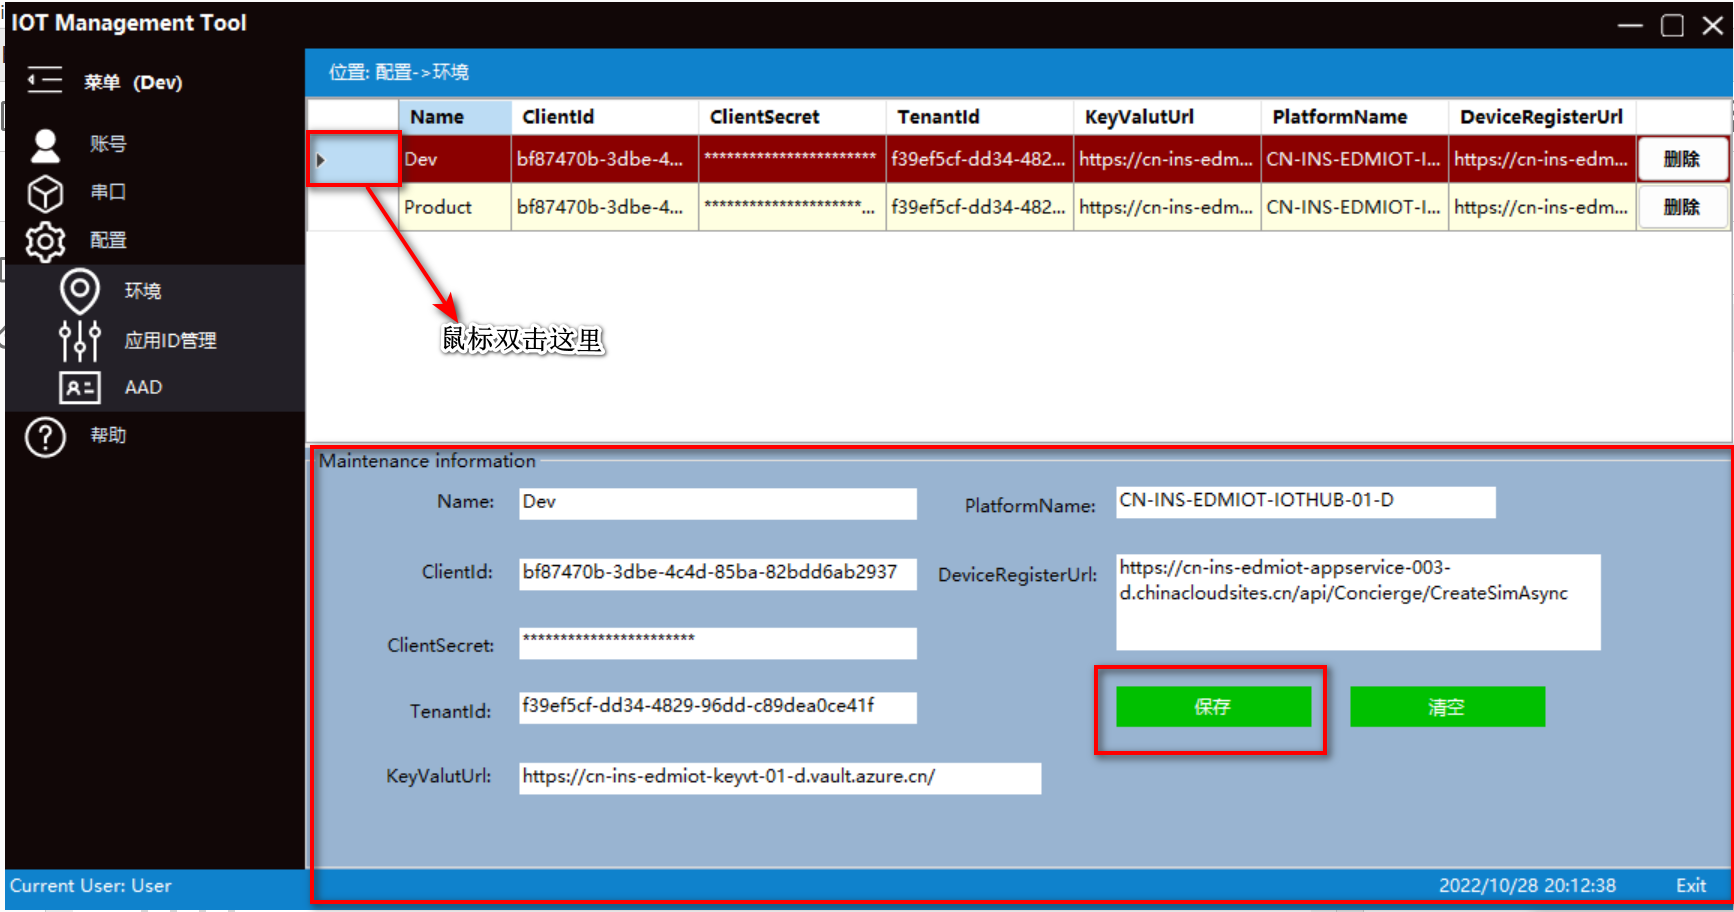 IOT Management Tool
菜单 (Dev)
账号
串口
配置
环境
应用ID管理
AAD
帮助
位置: 配置->环境
Name ClientId ClientSecret TenantId KeyValutUrl PlatformName DeviceRegisterUrl
Dev bf87470b-3dbe-4... *********************** f39ef5cf-dd34-482... https://cn-ins-edm... CN-INS-EDMIOT-I... https://cn-ins-edm... 删除
Product bf87470b-3dbe-4... *********************... f39ef5cf-dd34-482... https://cn-ins-edm... CN-INS-EDMIOT-I... https://cn-ins-edm... 删除
鼠标双击这里
Maintenance information
Name: Dev
ClientId: bf87470b-3dbe-4c4d-85ba-82bdd6ab2937
ClientSecret: ***********************
TenantId: f39ef5cf-dd34-4829-96dd-c89dea0ce41f
KeyValutUrl: https://cn-ins-edmiot-keyvt-01-d.vault.azure.cn/
PlatformName: CN-INS-EDMIOT-IOTHUB-01-D
DeviceRegisterUrl: https://cn-ins-edmiot-appservice-003-
d.chinacloudsites.cn/api/Concierge/CreateSimAsync
保存 清空
Current User: User 2022/10/28 20:12:38 Exit